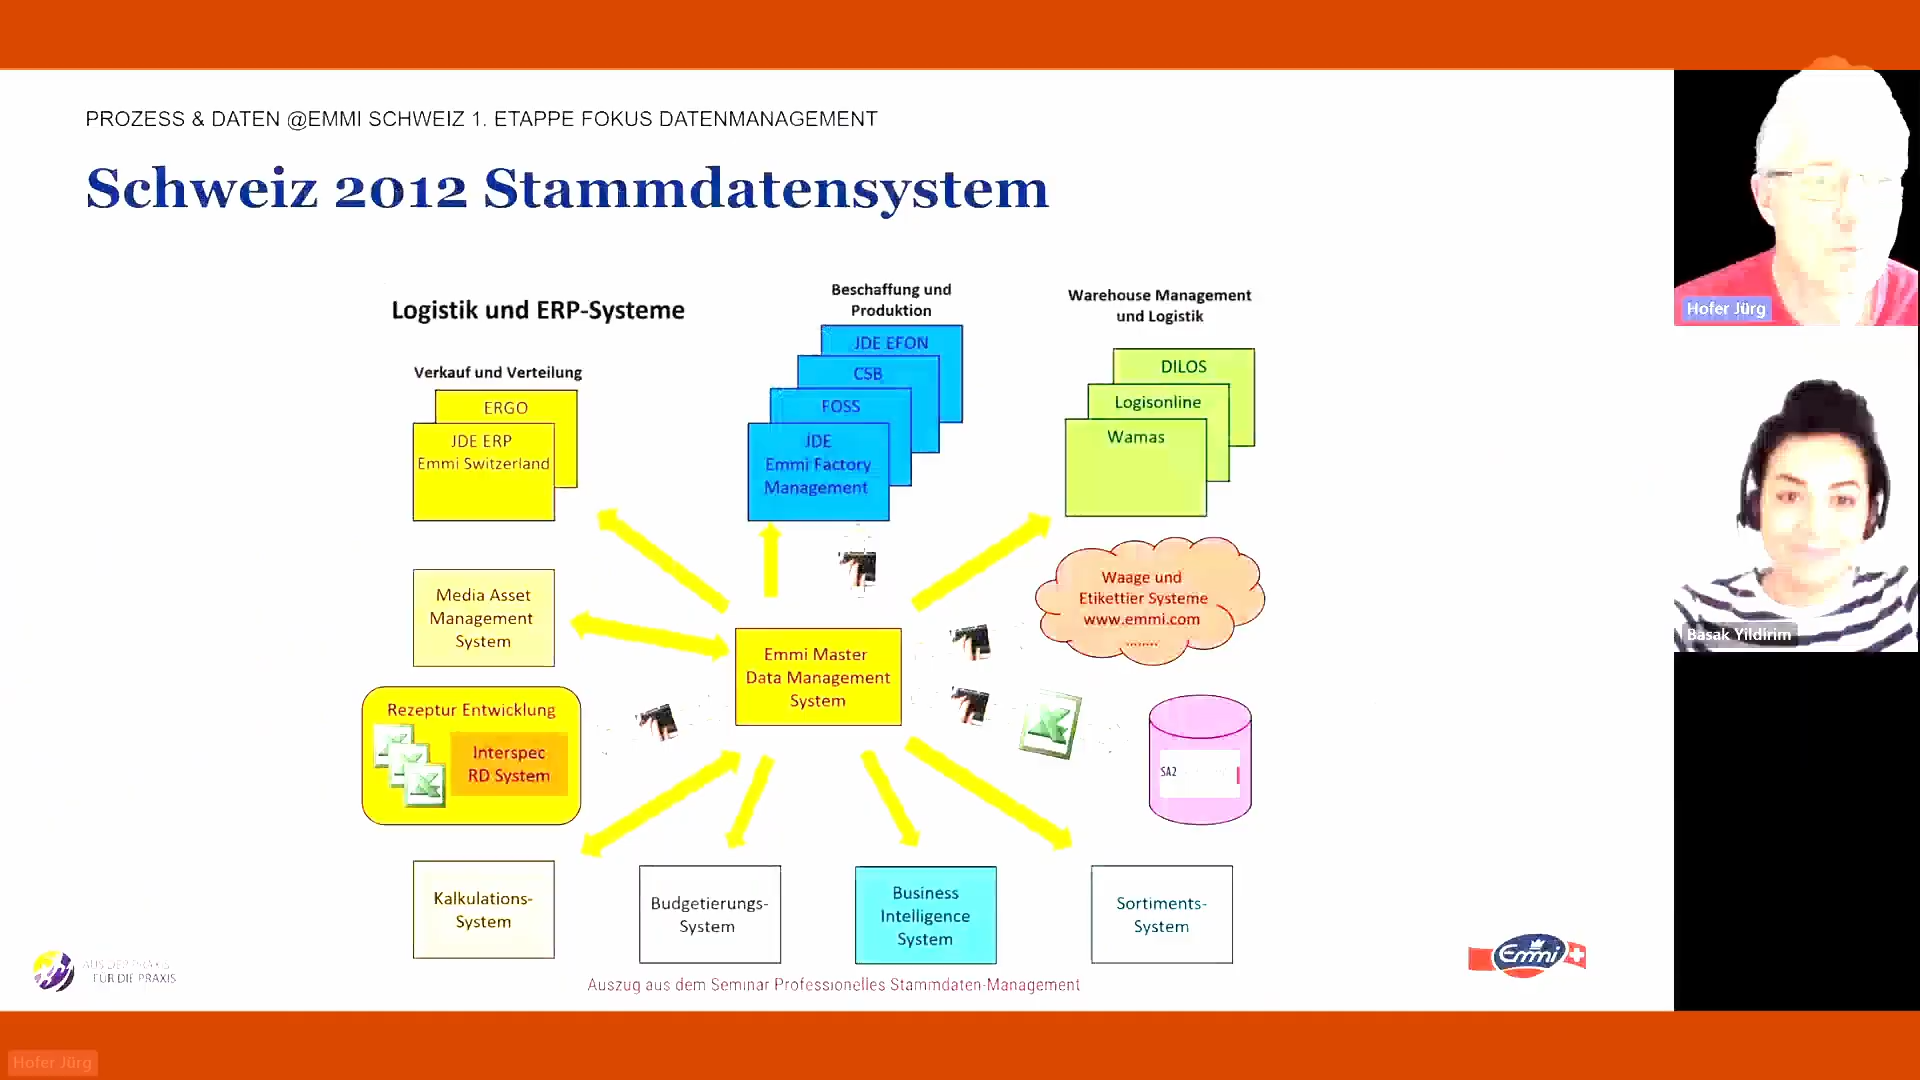 PROZESS & DATEN @EMMI SCHWEIZ 1. ETAPPE FOKUS DATENMANAGEMENT
Schweiz 2012 Stammdatensystem
Logistik und ERP-Systeme
Beschaffung und
Produktion
Warehouse Management
und Logistik
Verkauf und Verteilung
ERGO
JDE ERP
Emmi Switzerland
JDE EFON
CSB
FOSS
JDE
Emmi Factory
Management
DILOS
Logisonline
Wamas
Media Asset
Management
System
Waage und
Etikettier Systeme
www.emmi.com
........
Emmi Master
Data Management
System
Rezeptur Entwicklung
Interspec
RD System
SA2
Kalkulations-
System
Budgetierungs-
System
Business
Intelligence
System
Sortiments-
System
Auszug aus dem Seminar Professionelles Stammdaten-Management
AUS DER PRAXIS
FÜR DIE PRAXIS
Emmi
Hofer Jürg
Basak Yildirim
Hofer Jürg